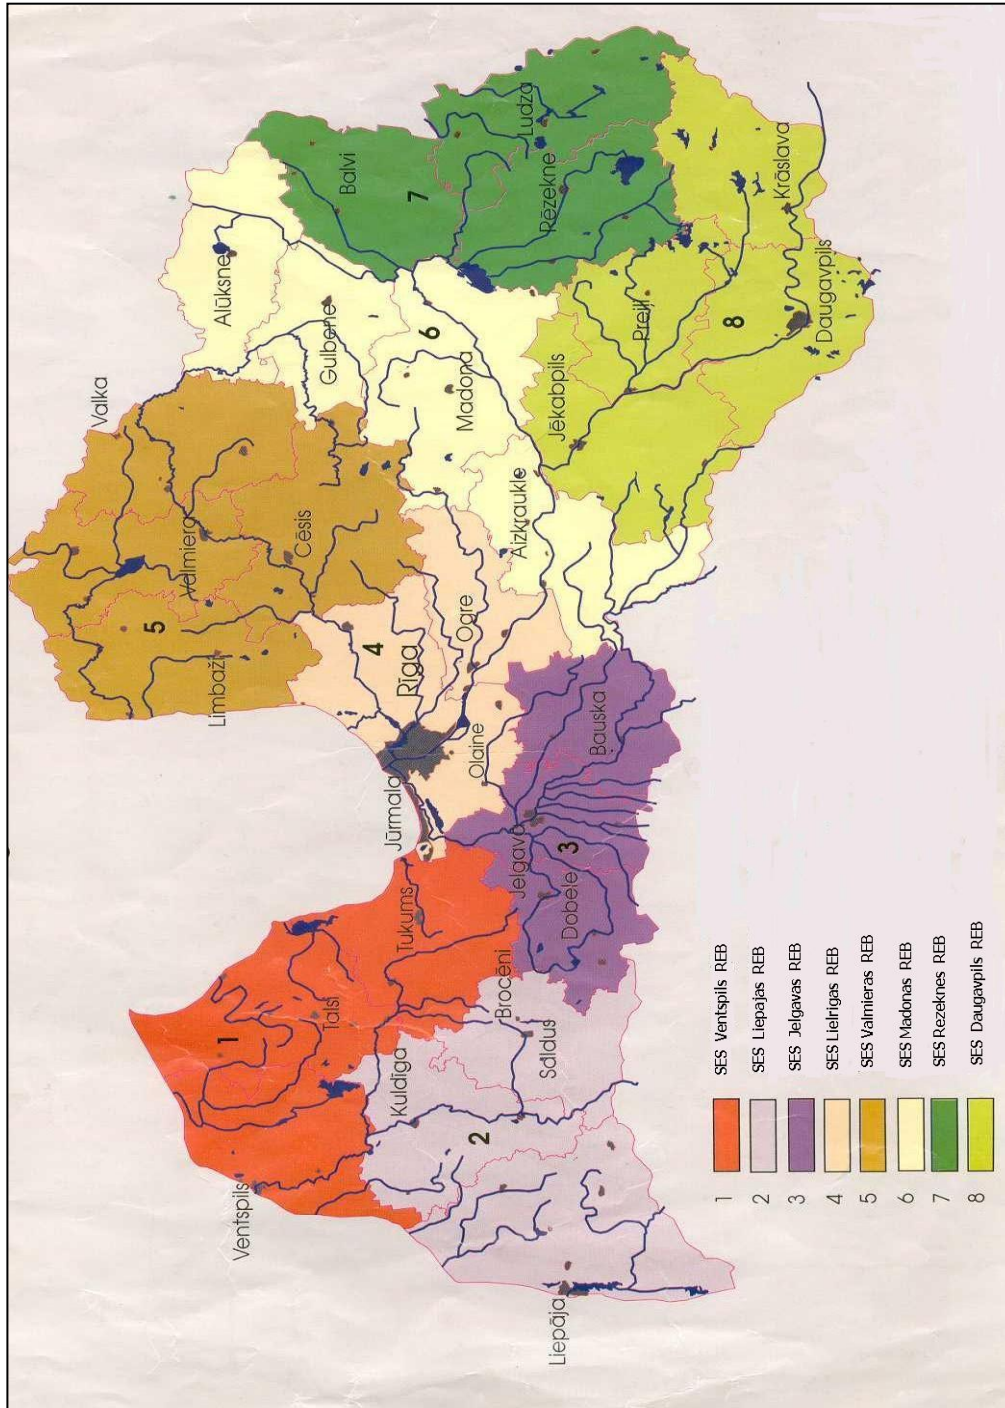 Ventspils
Talsi
1
Tukums
Kuldīga
Brocēni
Saldus
2
Liepāja
Jūrmala
Jelgava
Dobele
3
Bauska
Olaine
Rīga
4
Ogre
Limbaži
5
Valmiera
Cēsis
Valka
Alūksne
Gulbene
6
Madona
Aizkraukle
Jēkabpils
Balvi
7
Ludza
Rēzekne
Preiļi
8
Krāslava
Daugavpils
1 SES Ventspils REB
2 SES Liepajas REB
3 SES Jelgavas REB
4 SES Lielrigas REB
5 SES Valmieras REB
6 SES Madonas REB
7 SES Rezeknes REB
8 SES Daugavpils REB